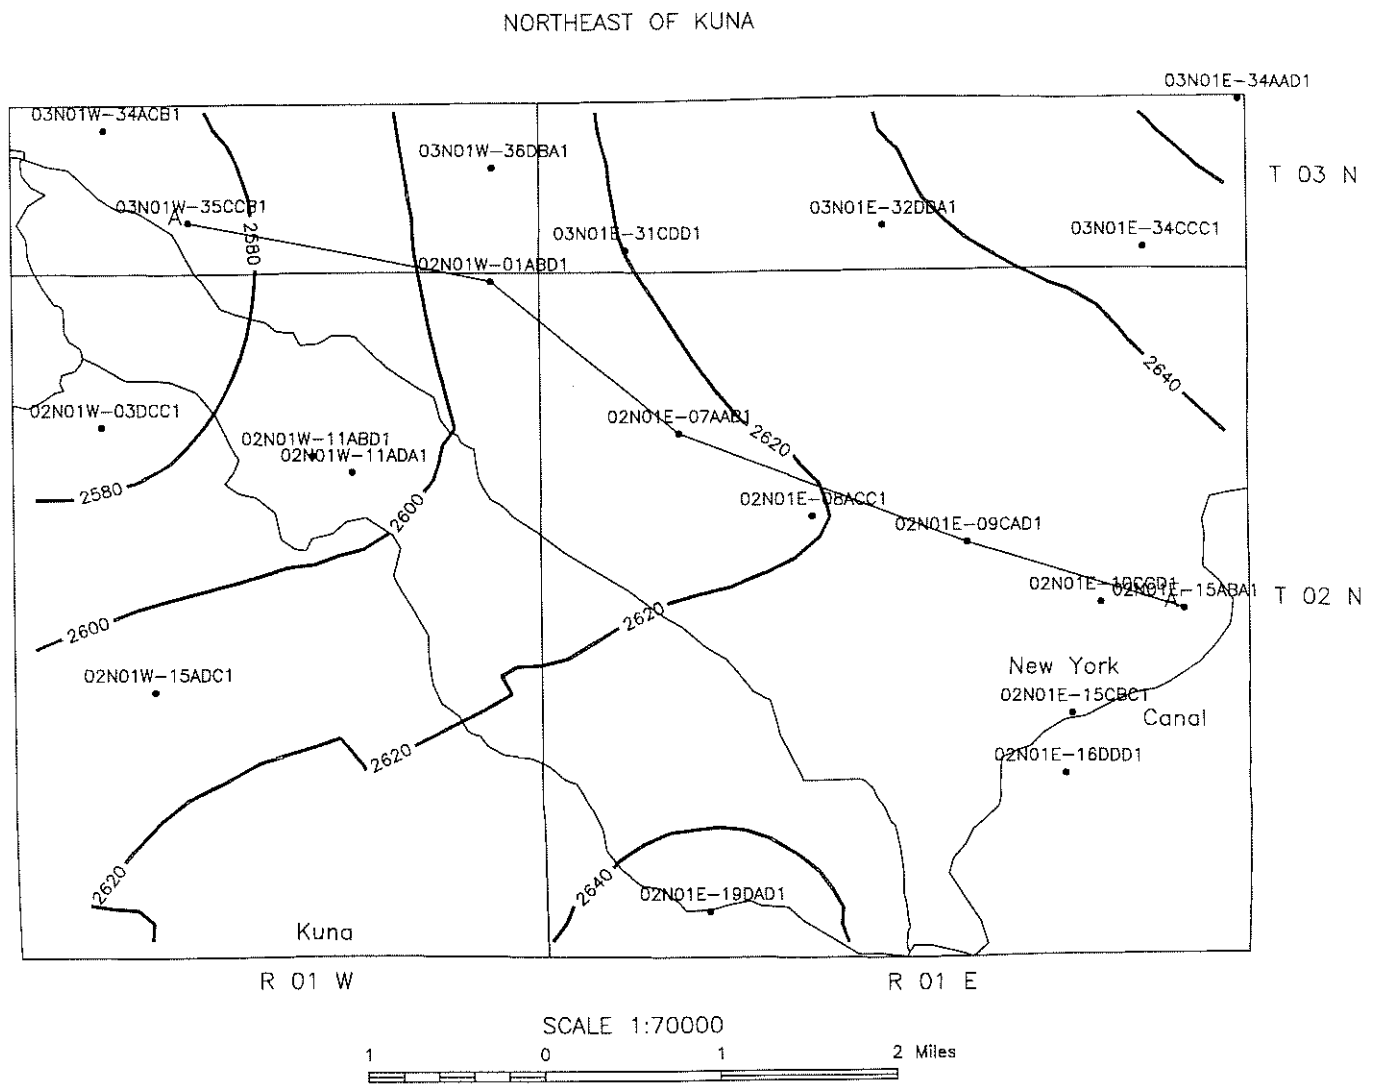 NORTHEAST OF KUNA
03N01E-34AAD1
03N01W-34ACB1
03N01W-36DBA1
T 03 N
03N01W-35CCB1
A
03N01E-32DDA1
03N01E-31CDD1
03N01E-34CCC1
2580
02N01W-01ABD1
2640
02N01W-03DCC1
02N01E-07AAB1
02N01W-11ABD1
02N01W-11ADA1
2620
2580
2600
02N01E-08ACC1
02N01E-09CAD1
02N01E-15ABA1
A
T 02 N
2620
2600
New York
02N01W-15ADC1
02N01E-15CBC1
Canal
2620
02N01E-16DDD1
2620
2640
02N01E-19DAD1
Kuna
R 01 W
R 01 E
SCALE 1:70000
1 0 1 2 Miles